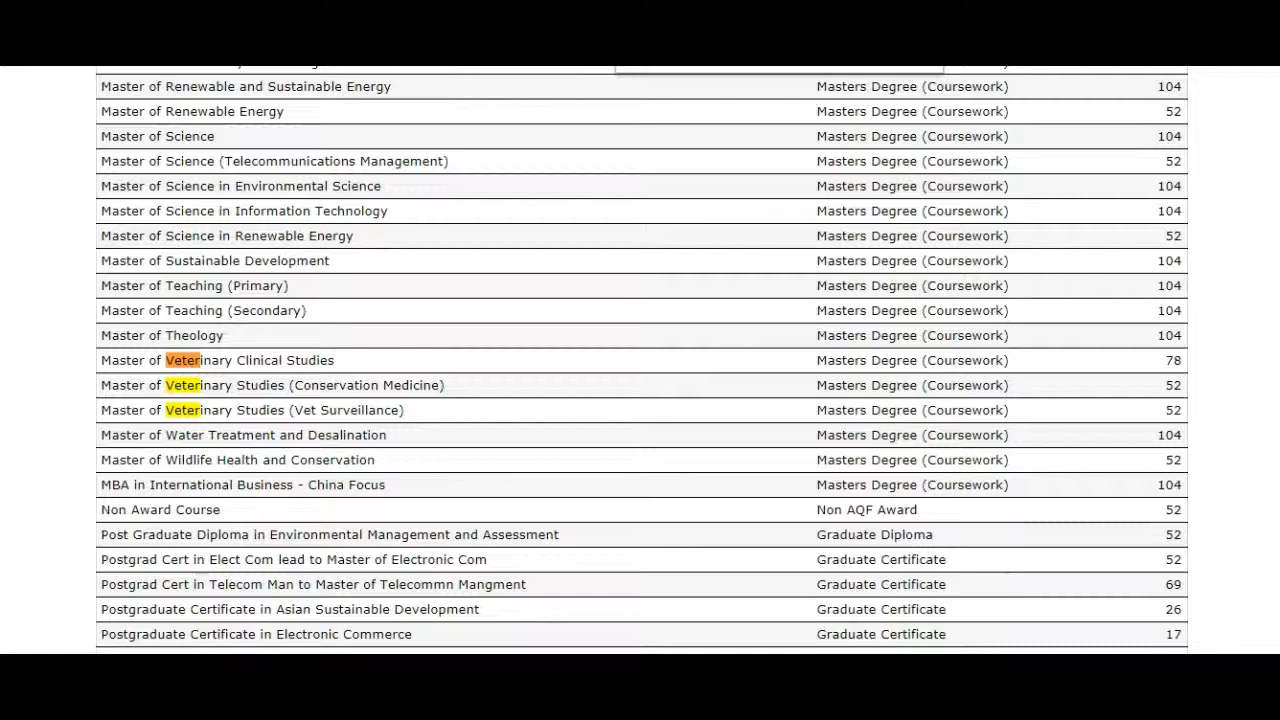 Master of Renewable and Sustainable Energy Masters Degree (Coursework) 104
Master of Renewable Energy Masters Degree (Coursework) 52
Master of Science Masters Degree (Coursework) 104
Master of Science (Telecommunications Management) Masters Degree (Coursework) 52
Master of Science in Environmental Science Masters Degree (Coursework) 104
Master of Science in Information Technology Masters Degree (Coursework) 104
Master of Science in Renewable Energy Masters Degree (Coursework) 52
Master of Sustainable Development Masters Degree (Coursework) 104
Master of Teaching (Primary) Masters Degree (Coursework) 104
Master of Teaching (Secondary) Masters Degree (Coursework) 104
Master of Theology Masters Degree (Coursework) 104
Master of Veterinary Clinical Studies Masters Degree (Coursework) 78
Master of Veterinary Studies (Conservation Medicine) Masters Degree (Coursework) 52
Master of Veterinary Studies (Vet Surveillance) Masters Degree (Coursework) 52
Master of Water Treatment and Desalination Masters Degree (Coursework) 104
Master of Wildlife Health and Conservation Masters Degree (Coursework) 52
MBA in International Business - China Focus Masters Degree (Coursework) 104
Non Award Course Non AQF Award 52
Post Graduate Diploma in Environmental Management and Assessment Graduate Diploma 52
Postgrad Cert in Elect Com lead to Master of Electronic Com Graduate Certificate 52
Postgrad Cert in Telecom Man to Master of Telecommn Mangment Graduate Certificate 69
Postgraduate Certificate in Asian Sustainable Development Graduate Certificate 26
Postgraduate Certificate in Electronic Commerce Graduate Certificate 17